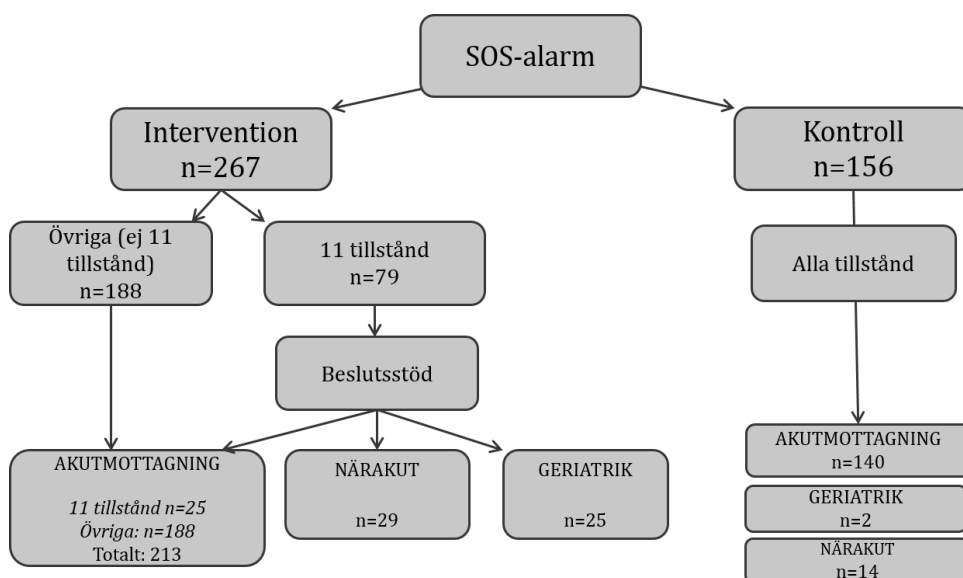 SOS-alarm
Intervention
n=267
Kontroll
n=156
Övriga (ej 11
tillstånd)
n=188
11 tillstånd
n=79
Alla tillstånd
Beslutsstöd
AKUTMOTTAGNING
11 tillstånd n=25
Övriga: n=188
Totalt: 213
NÄRAKUT
n=29
GERIATRIK
n=25
AKUTMOTTAGNING
n=140
GERIATRIK
n=2
NÄRAKUT
n=14